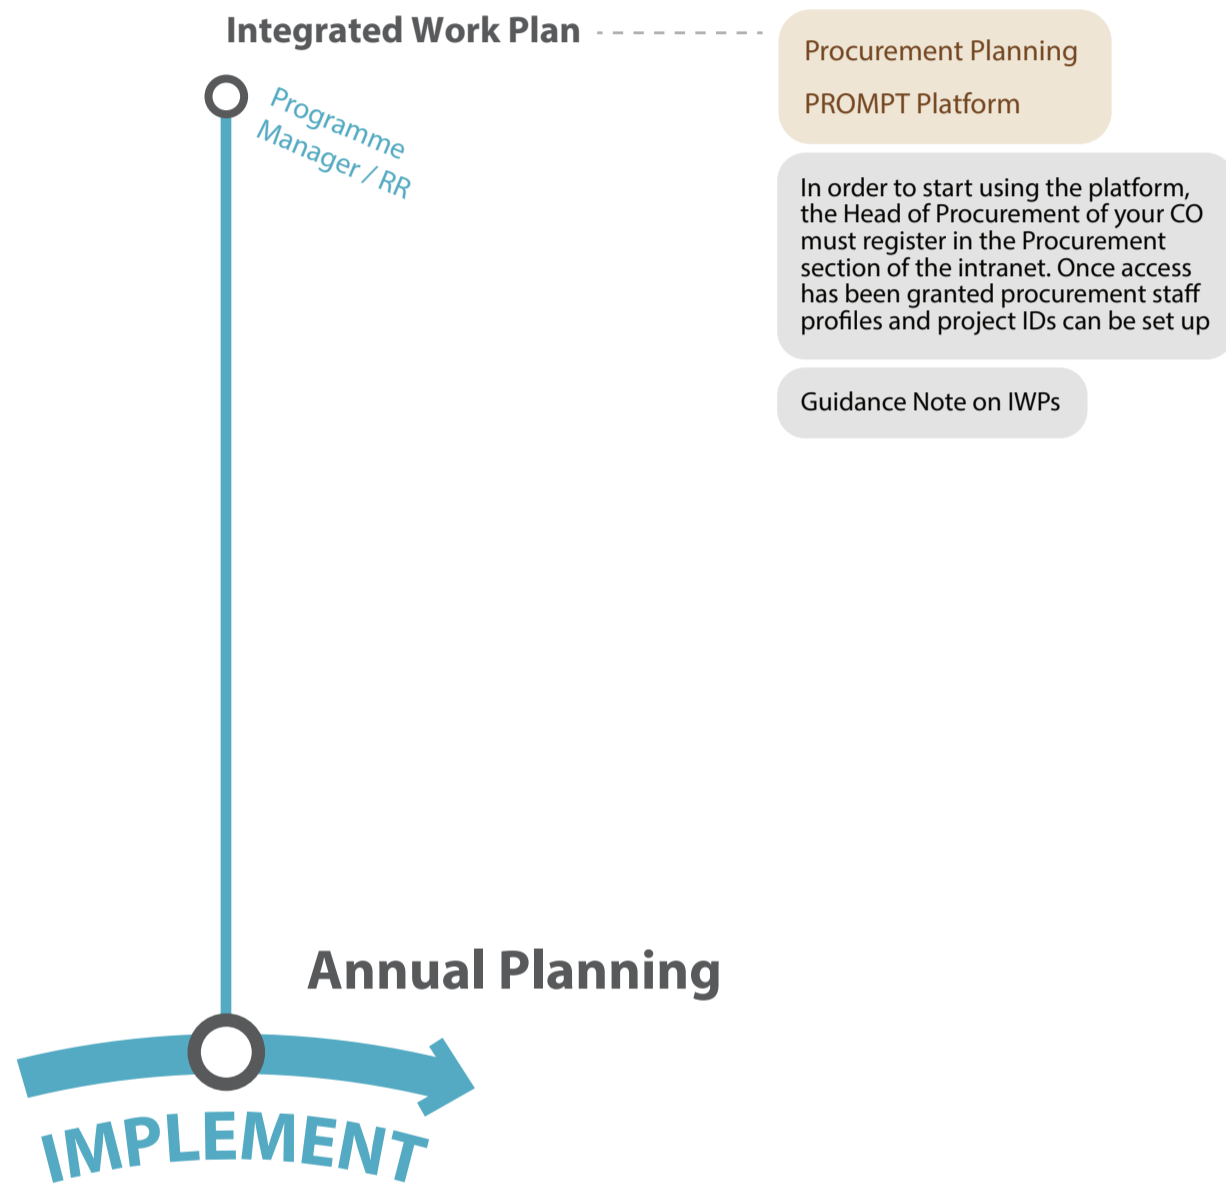 Integrated Work Plan
Programme
Manager / RR
Procurement Planning
PROMPT Platform
In order to start using the platform,
the Head of Procurement of your CO
must register in the Procurement
section of the intranet. Once access
has been granted procurement staff
profiles and project IDs can be set up
Guidance Note on IWPs
Annual Planning
IMPLEMENT